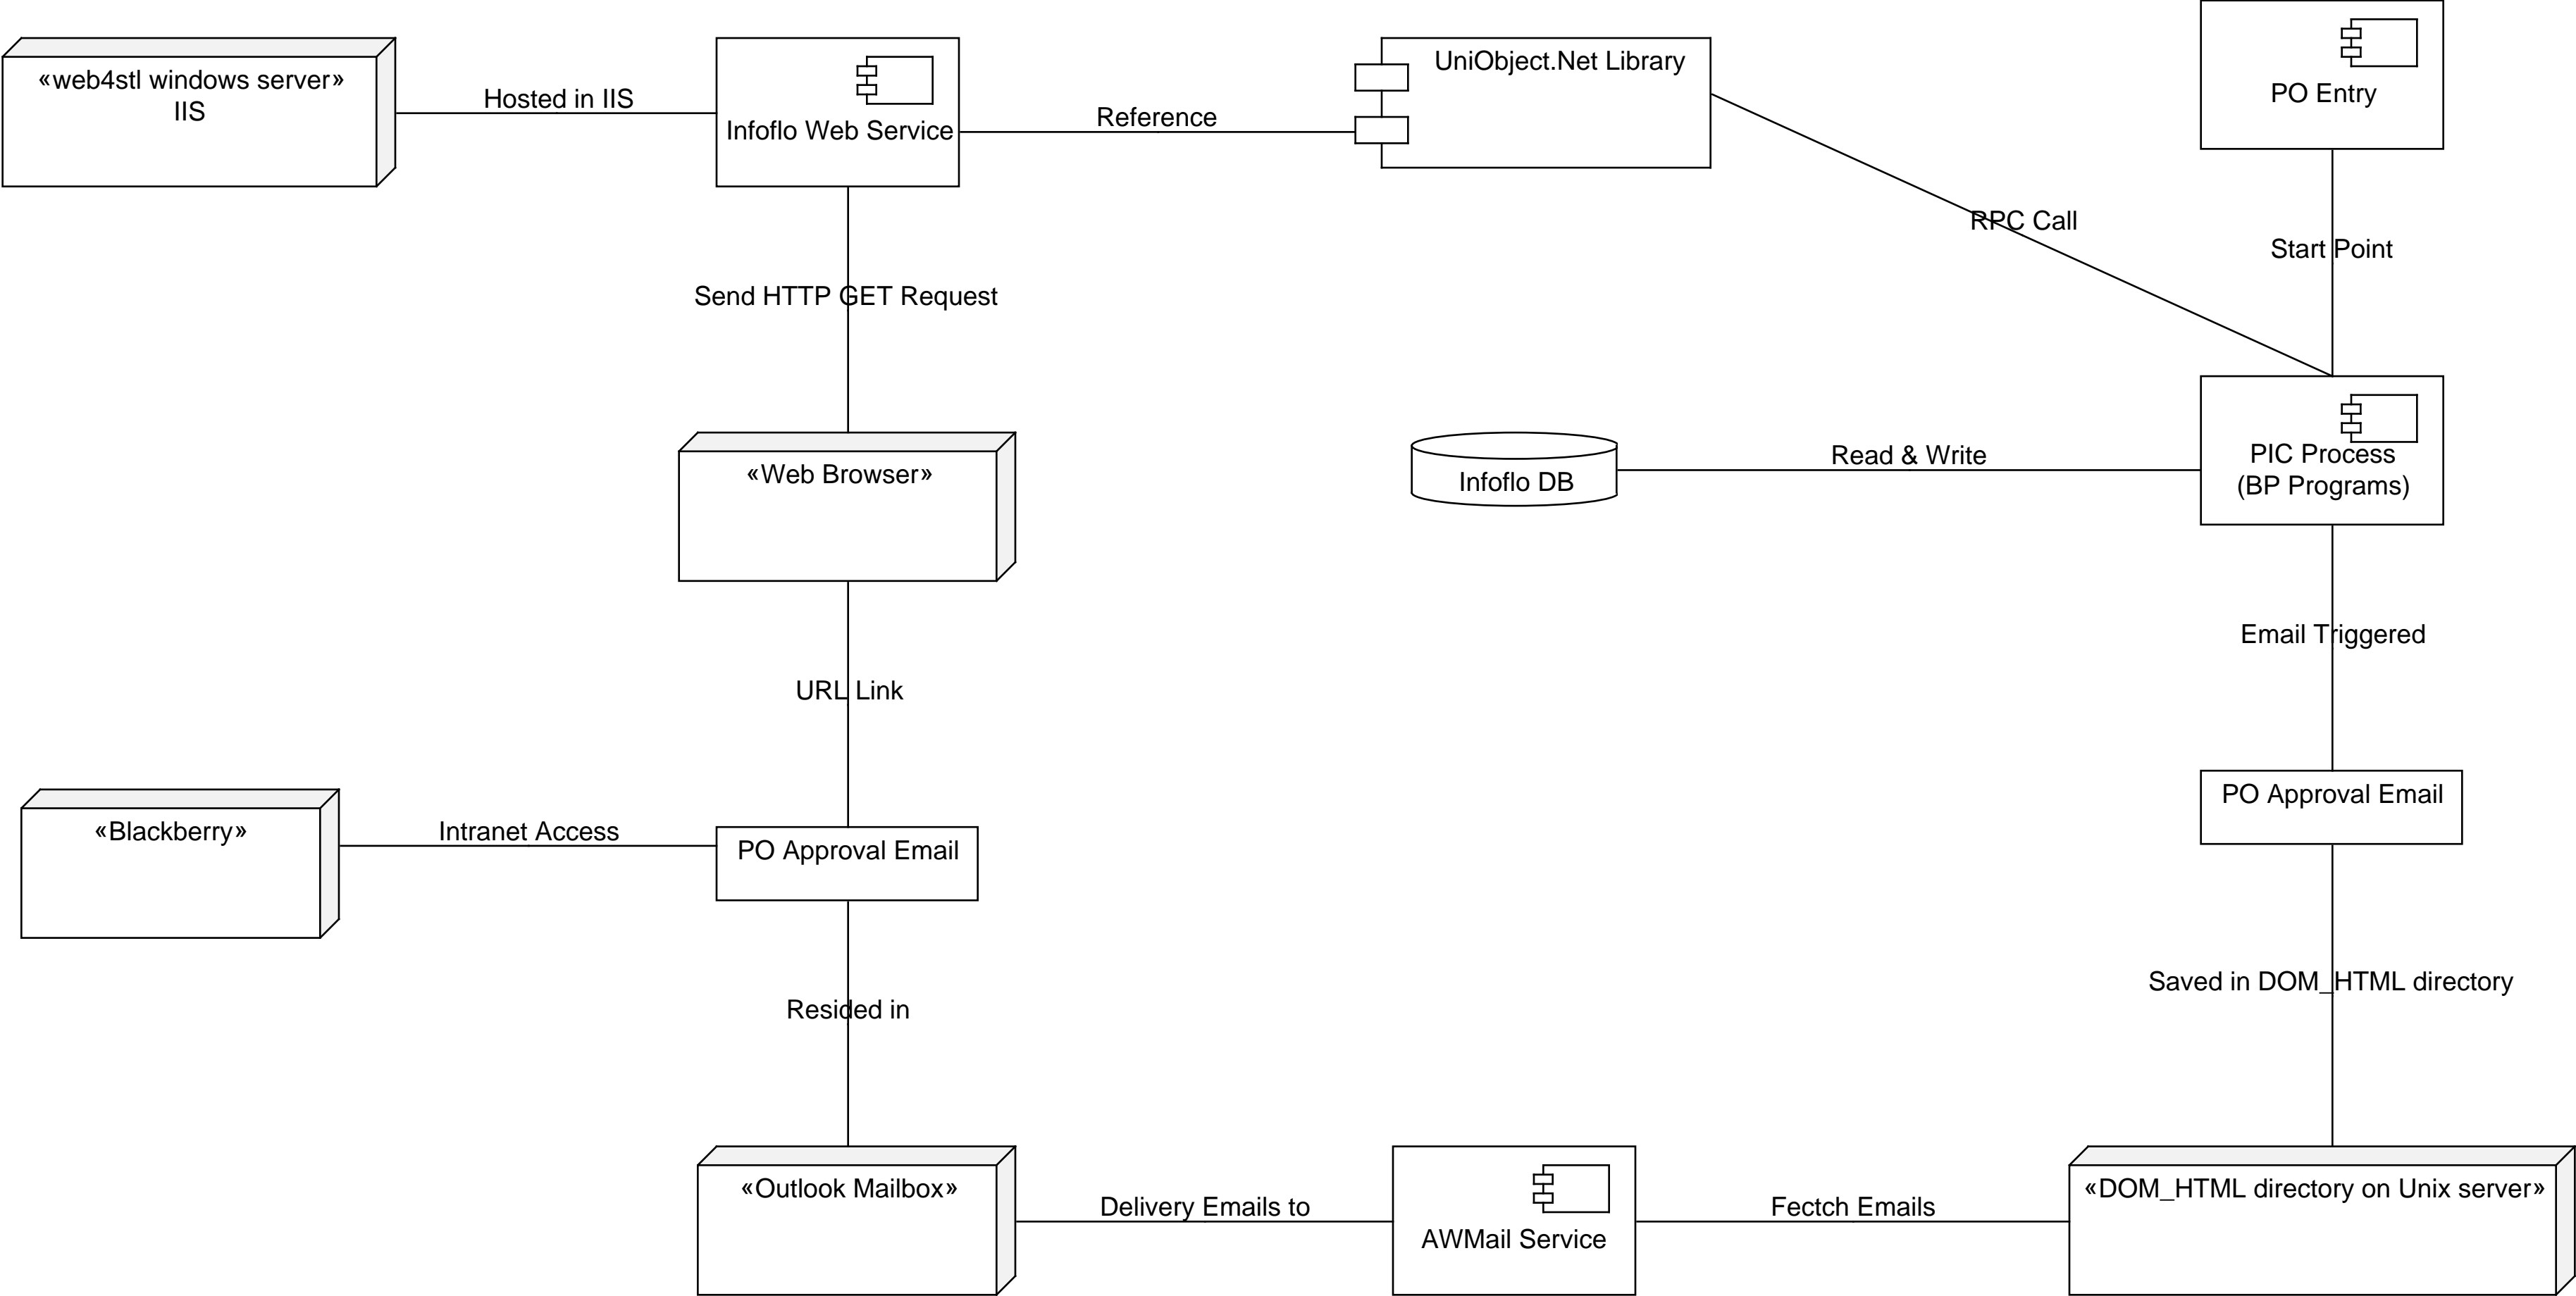 «web4stl windows server»
IIS
Hosted in IIS
Infoflo Web Service
Reference
UniObject.Net Library
PO Entry
RPC Call
Start Point
Send HTTP GET Request
«Web Browser»
Infoflo DB
Read & Write
PIC Process
(BP Programs)
Email Triggered
URL Link
«Blackberry»
Intranet Access
PO Approval Email
PO Approval Email
Resided in
Saved in DOM_HTML directory
«Outlook Mailbox»
Delivery Emails to
AWMail Service
Fectch Emails
«DOM_HTML directory on Unix server»